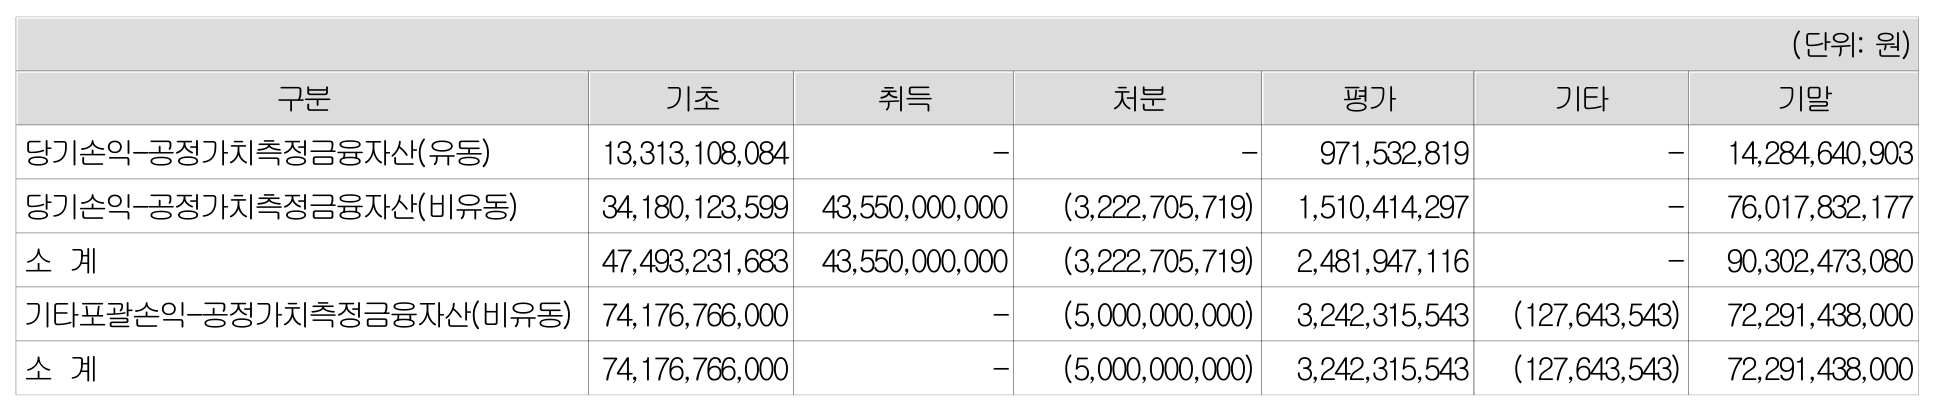 (단위: 원)
구분 기초 취득 처분 평가 기타 기말
당기손익-공정가치측정금융자산(유동) 13,313,108,084 - - 971,532,819 - 14,284,640,903
당기손익-공정가치측정금융자산(비유동) 34,180,123,599 43,550,000,000 (3,222,705,719) 1,510,414,297 - 76,017,832,177
소 계 47,493,231,683 43,550,000,000 (3,222,705,719) 2,481,947,116 - 90,302,473,080
기타포괄손익-공정가치측정금융자산(비유동) 74,176,766,000 - (5,000,000,000) 3,242,315,543 (127,643,543) 72,291,438,000
소 계 74,176,766,000 - (5,000,000,000) 3,242,315,543 (127,643,543) 72,291,438,000